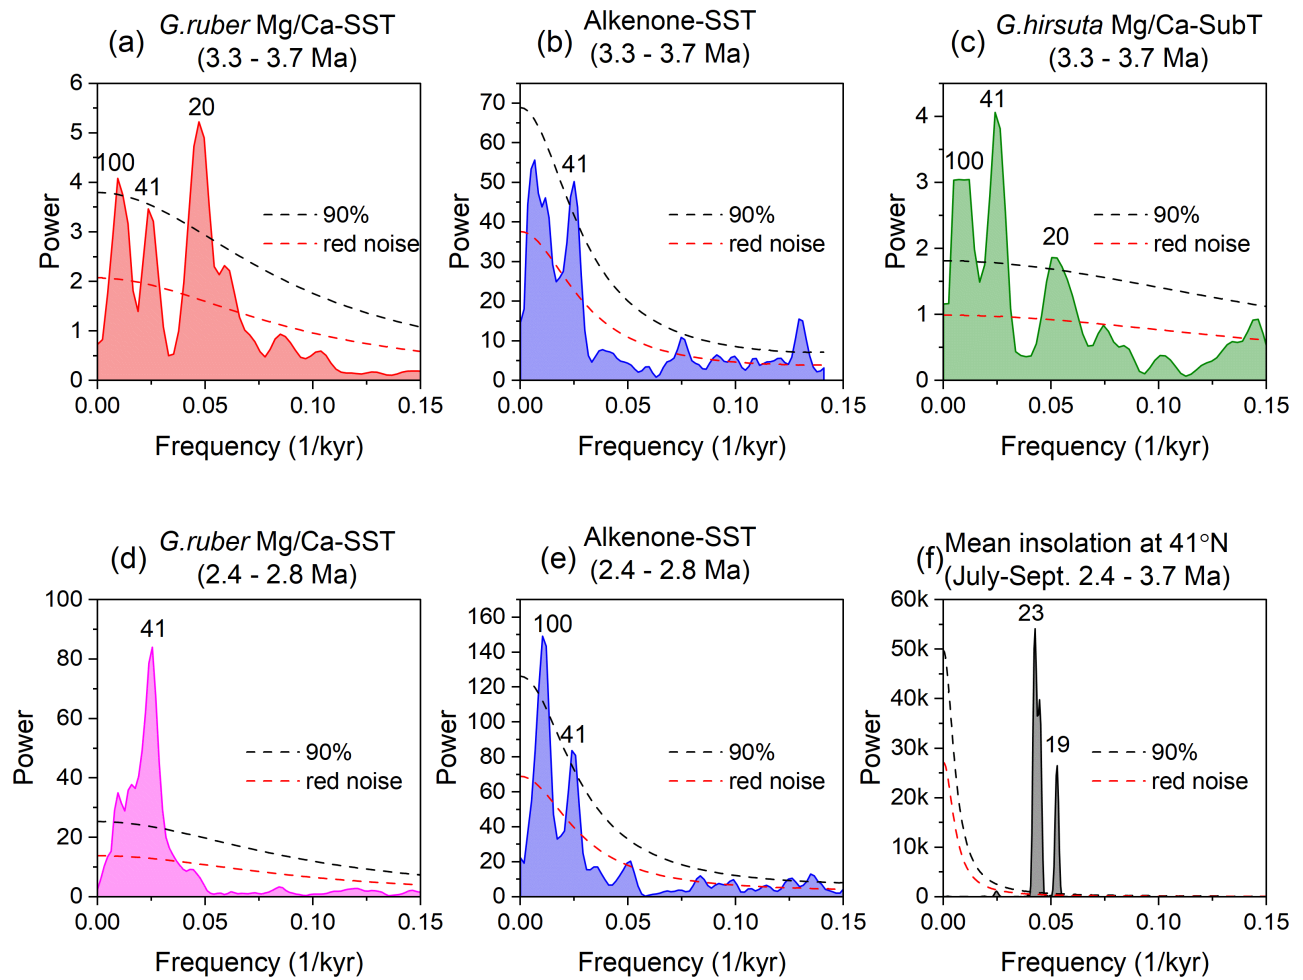 (a) G.ruber Mg/Ca-SST
(3.3 - 3.7 Ma)
6
5
4
3
2
1
0
Power
100
41
20
90%
red noise
0.00 0.05 0.10 0.15
Frequency (1/kyr)
(b) Alkenone-SST
(3.3 - 3.7 Ma)
70
60
50
40
30
20
10
0
Power
41
90%
red noise
0.00 0.05 0.10 0.15
Frequency (1/kyr)
(c) G.hirsuta Mg/Ca-SubT
(3.3 - 3.7 Ma)
4
3
2
1
0
Power
100
41
20
90%
red noise
0.00 0.05 0.10 0.15
Frequency (1/kyr)
(d) G.ruber Mg/Ca-SST
(2.4 - 2.8 Ma)
100
80
60
40
20
0
Power
41
90%
red noise
0.00 0.05 0.10 0.15
Frequency (1/kyr)
(e) Alkenone-SST
(2.4 - 2.8 Ma)
160
140
120
100
80
60
40
20
0
Power
100
41
90%
red noise
0.00 0.05 0.10 0.15
Frequency (1/kyr)
(f) Mean insolation at 41°N
(July-Sept. 2.4 - 3.7 Ma)
60k
50k
40k
30k
20k
10k
0
Power
23
19
90%
red noise
0.00 0.05 0.10 0.15
Frequency (1/kyr)